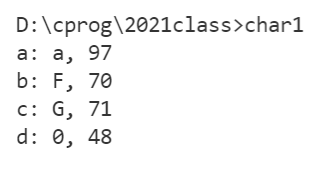 D:\cprog\2021class>char1
a: a, 97
b: F, 70
c: G, 71
d: 0, 48